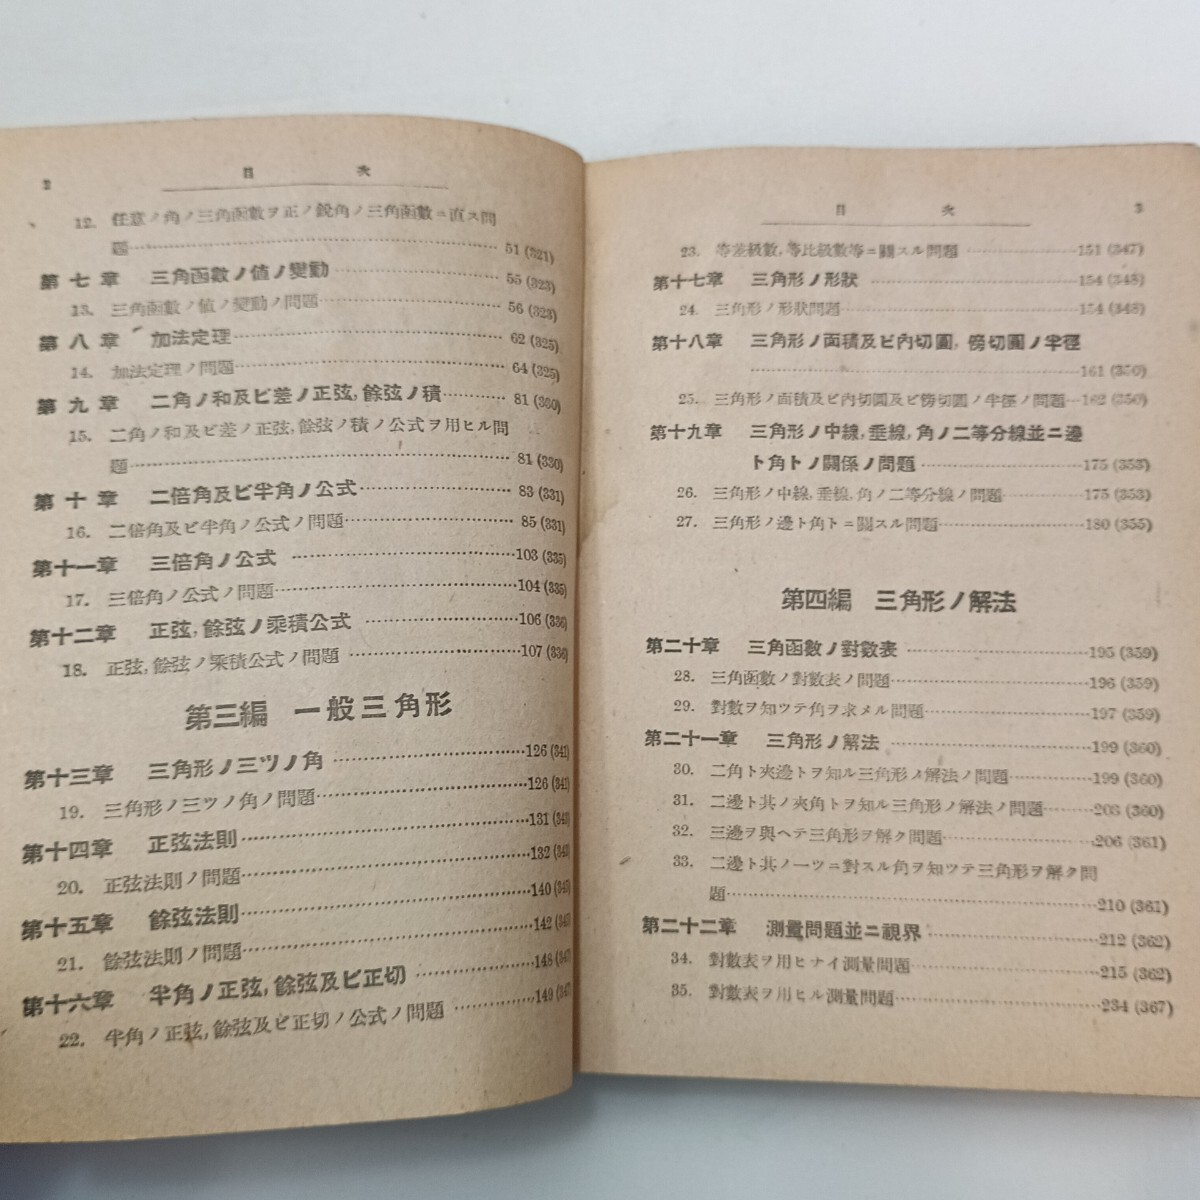 2 目次
12. 任意ノ角ノ三角函數ヲ正ノ鋭角ノ三角函數ニ直ス問
題 51 (321)
第七章 三角函數ノ値ノ變動 55 (323)
13. 三角函數ノ値ノ變動ノ問題 56 (323)
第八章 加法定理 62 (325)
14. 加法定理ノ問題 64 (325)
第九章 二角ノ和及ビ差ノ正弦,餘弦ノ積 81 (330)
15. 二角ノ和及ビ差ノ正弦,餘弦ノ積ノ公式ヲ用ヒル問
題 81 (330)
第十章 二倍角及ビ半角ノ公式 83 (331)
16. 二倍角及ビ半角ノ公式ノ問題 85 (331)
第十一章 三倍角ノ公式 103 (335)
17. 三倍角ノ公式ノ問題 104 (335)
第十二章 正弦,餘弦ノ乘積公式 106 (336)
18. 正弦,餘弦ノ乘積公式ノ問題 107 (336)
第三編 一般三角形
第十三章 三角形ノ三ツノ角 126 (341)
19. 三角形ノ三ツノ角ノ問題 126 (341)
第十四章 正弦法則 131 (343)
20. 正弦法則ノ問題 132 (343)
第十五章 餘弦法則 140 (345)
21. 餘弦法則ノ問題 142 (345)
第十六章 半角ノ正弦,餘弦及ビ正切 148 (347)
22. 半角ノ正弦,餘弦及ビ正切ノ公式ノ問題 149 (347)
目次 3
23. 等差級數,等比級數等ニ關スル問題 151 (347)
第十七章 三角形ノ形狀 154 (348)
24. 三角形ノ形狀問題 154 (348)
第十八章 三角形ノ面積及ビ內切圓,傍切圓ノ半徑
161 (350)
25. 三角形ノ面積及ビ內切圓及ビ傍切圓ノ半徑ノ問題 162 (350)
第十九章 三角形ノ中線,垂線,角ノ二等分線並ニ邊
ト角トノ關係ノ問題 175 (353)
26. 三角形ノ中線,垂線,角ノ二等分線ノ問題 175 (353)
27. 三角形ノ邊ト角トニ關スル問題 180 (355)
第四編 三角形ノ解法
第二十章 三角函數ノ對數表 195 (359)
28. 三角函數ノ對數表ノ問題 196 (359)
29. 對數ヲ知ツテ角ヲ求メル問題 197 (359)
第二十一章 三角形ノ解法 199 (360)
30. 二角ト夾邊トヲ知ル三角形ノ解法ノ問題 199 (360)
31. 二邊ト其ノ夾角トヲ知ル三角形ノ解法ノ問題 203 (360)
32. 三邊ヲ與ヘテ三角形ヲ解ク問題 206 (361)
33. 二邊ト其ノ一ツニ對スル角ヲ知ツテ三角形ヲ解ク問
題 210 (361)
第二十二章 測量問題並ニ視界 212 (362)
34. 對數表ヲ用ヒナイ測量問題 215 (362)
35. 對數表ヲ用ヒル測量問題 234 (367)